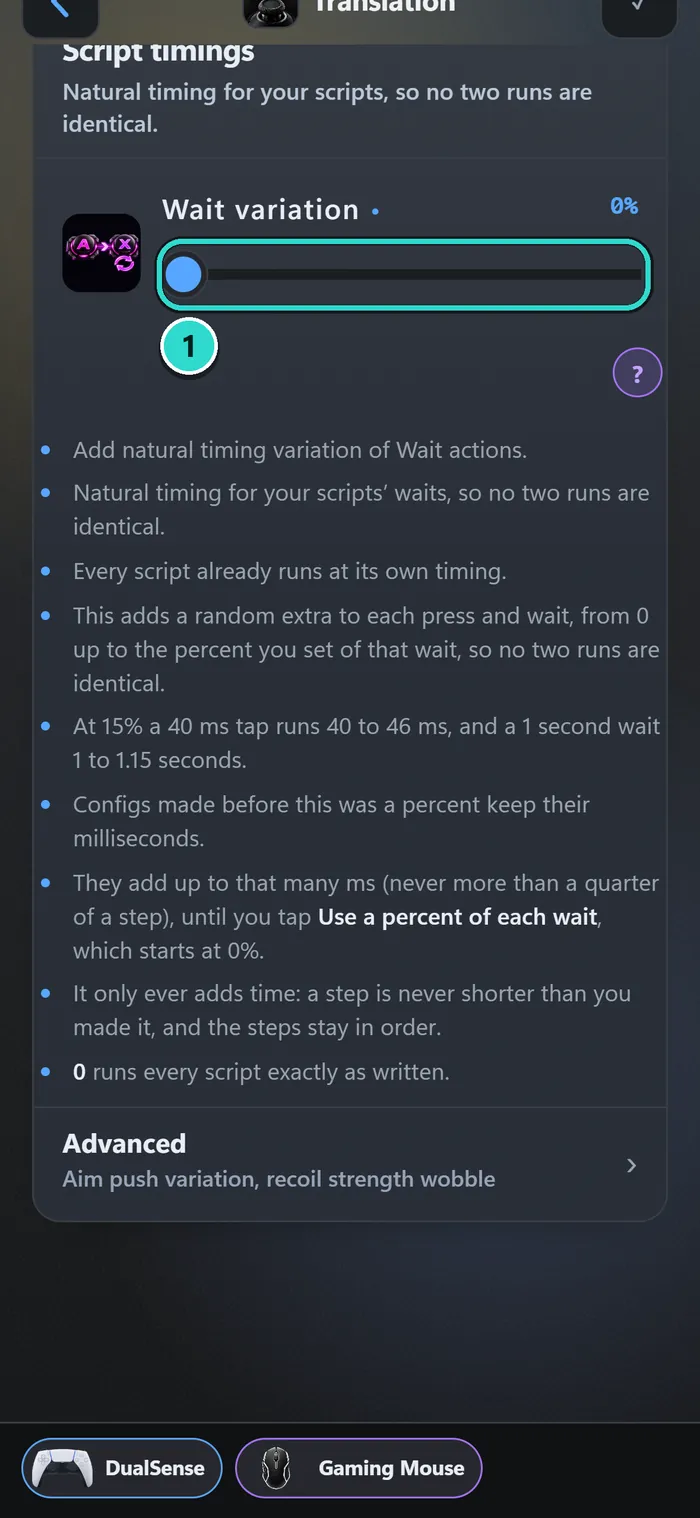 Translation
Script timings
Natural timing for your scripts, so no two runs are
identical.
Wait variation
0%
A X
1
?
Add natural timing variation of Wait actions.
Natural timing for your scripts’ waits, so no two runs are
identical.
Every script already runs at its own timing.
This adds a random extra to each press and wait, from 0
up to the percent you set of that wait, so no two runs are
identical.
At 15% a 40 ms tap runs 40 to 46 ms, and a 1 second wait
1 to 1.15 seconds.
Configs made before this was a percent keep their
milliseconds.
They add up to that many ms (never more than a quarter
of a step), until you tap Use a percent of each wait,
which starts at 0%.
It only ever adds time: a step is never shorter than you
made it, and the steps stay in order.
0 runs every script exactly as written.
Advanced
Aim push variation, recoil strength wobble
DualSense
Gaming Mouse